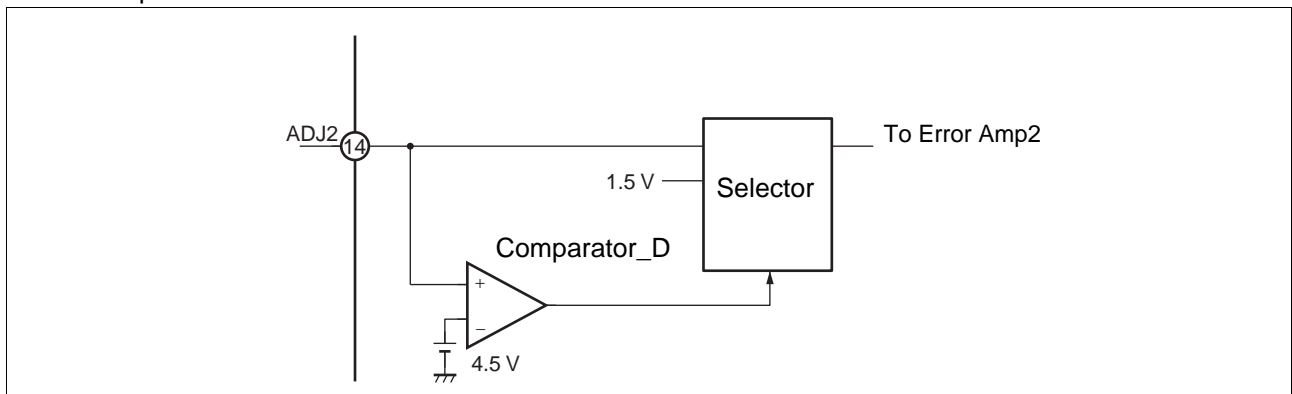 ADJ2
14
To Error Amp2
1.5 V
Selector
Comparator_D
+
−
4.5 V